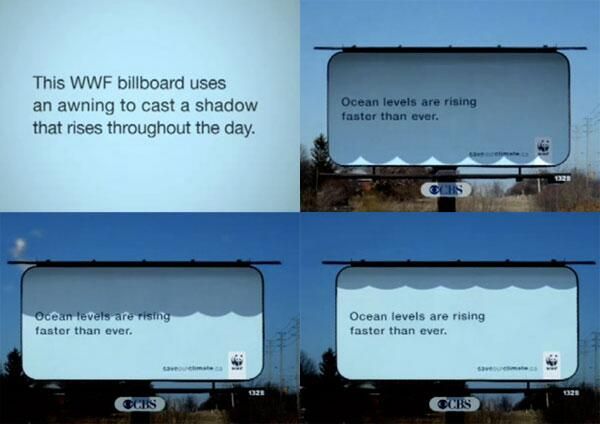 This WWF billboard uses
an awning to cast a shadow
that rises throughout the day.
Ocean levels are rising
faster than ever.
saveourclimate.ca
WWF
1328
CBS
Ocean levels are rising
faster than ever.
saveourclimate.ca
WWF
1328
CBS
Ocean levels are rising
faster than ever.
saveourclimate.ca
WWF
1328
CBS